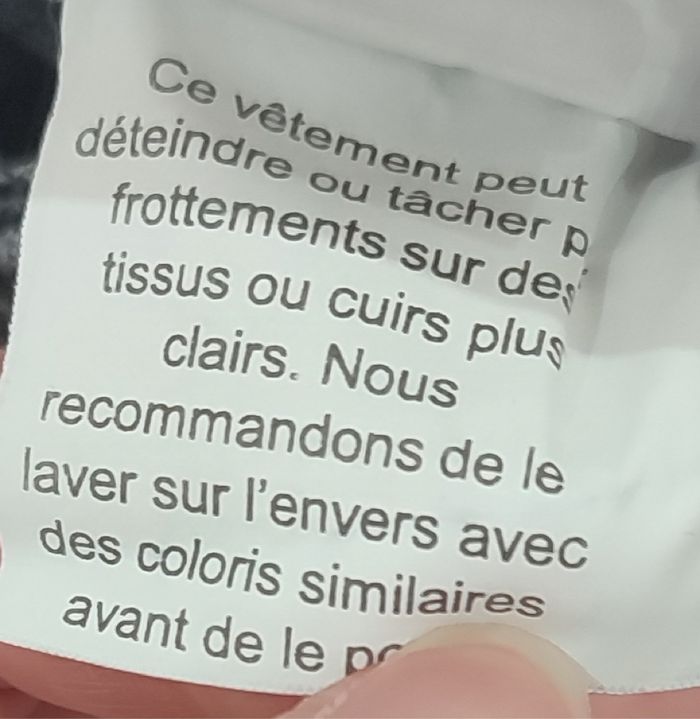 Ce vêtement peut
déteindre ou tâcher p
frottements sur des
tissus ou cuirs plus
clairs. Nous
recommandons de le
laver sur l'envers avec
des coloris similaires
avant de le